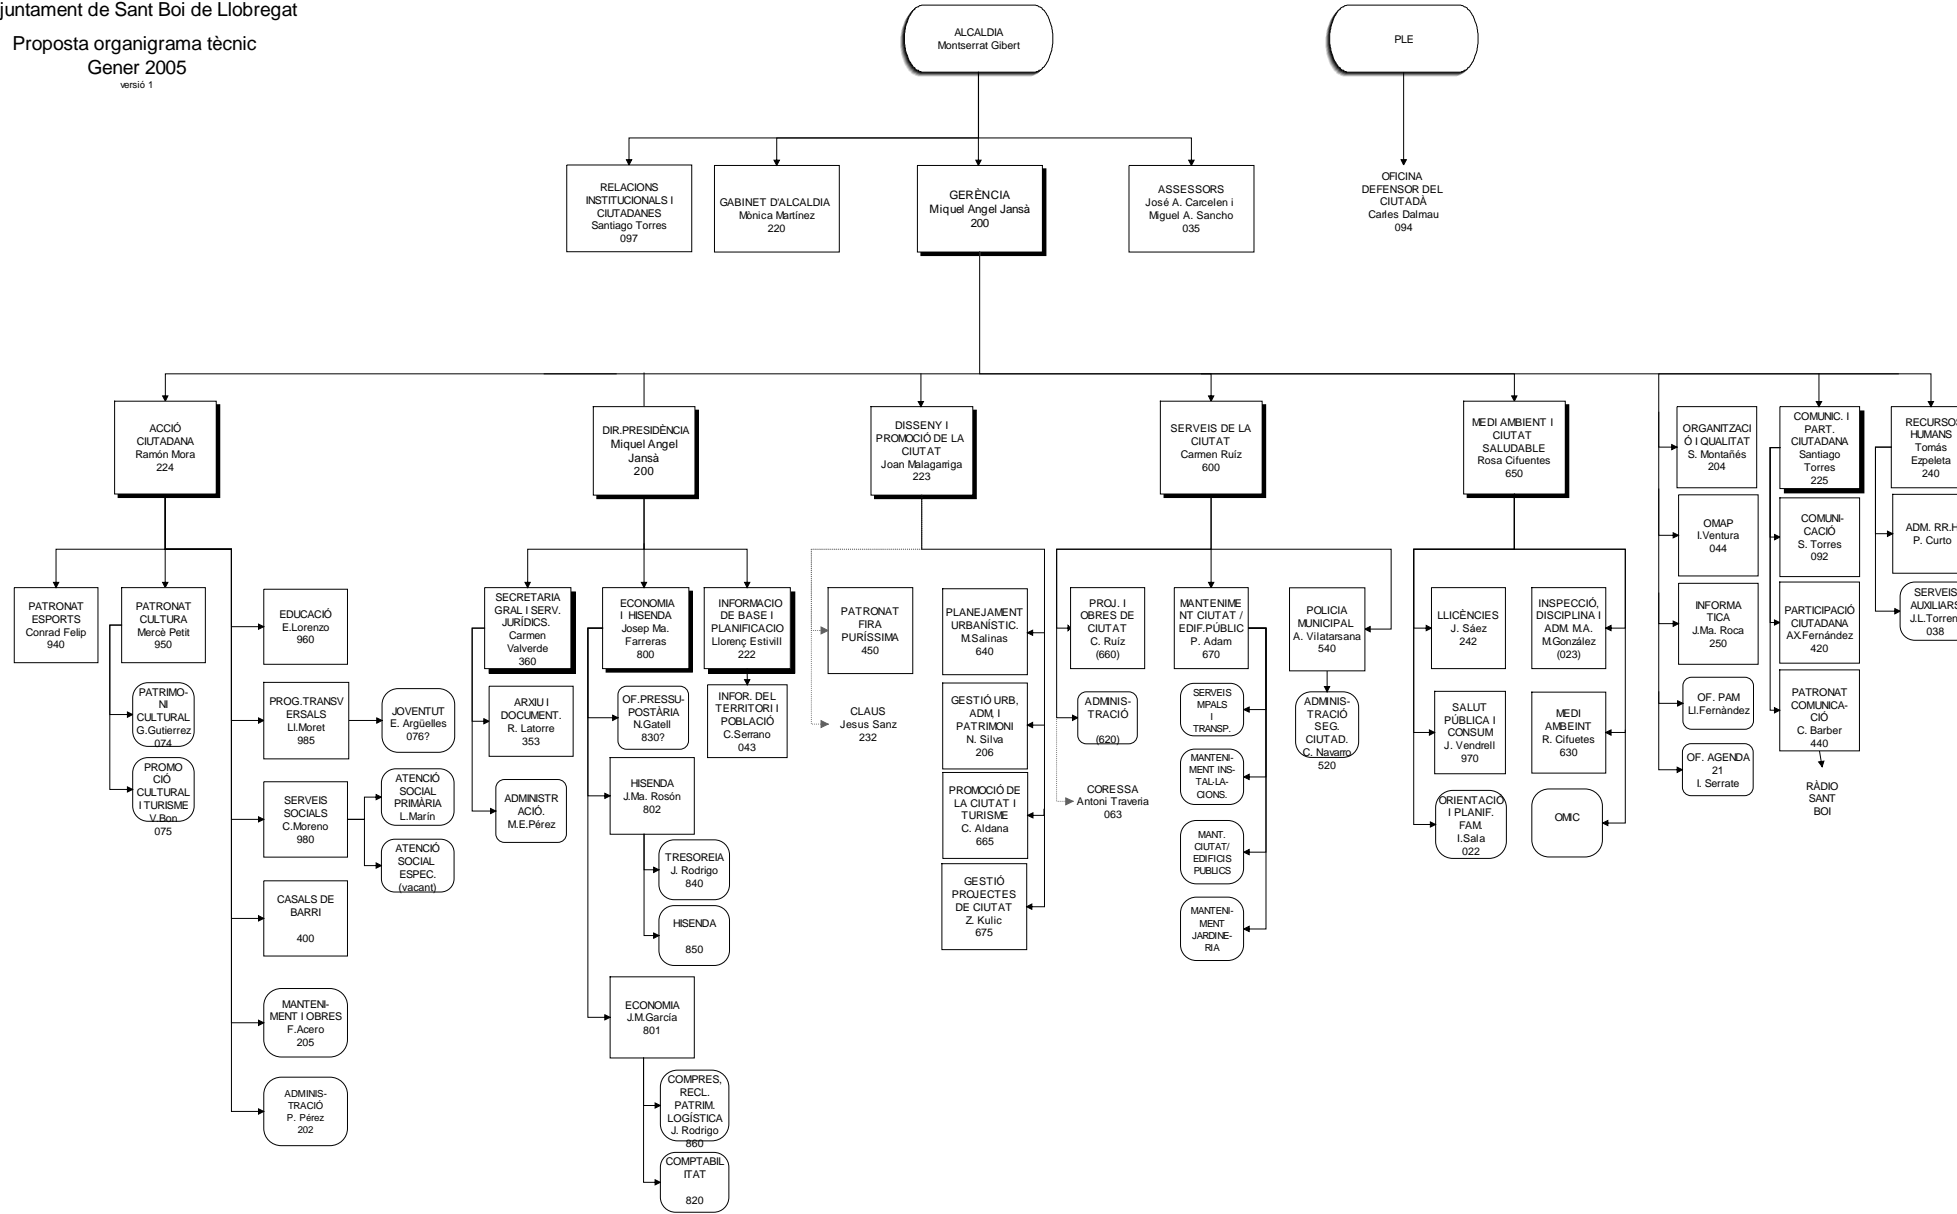 juntament de Sant Boi de Llobregat
Proposta organigrama tècnic
Gener 2005
versió 1
ALCALDIA
Montserrat Gibert
PLE
RELACIONS
INSTITUCIONALS I
CIUTADANES
Santiago Torres
097
GABINET D'ALCALDIA
Mònica Martínez
220
GERÈNCIA
Miquel Angel Jansà
200
ASSESSORS
José A. Carcelen i
Miguel A. Sancho
035
OFICINA
DEFENSOR DEL
CIUTADÀ
Carles Dalmau
094
ACCIÓ
CIUTADANA
Ramón Mora
224
DIR.PRESIDÈNCIA
Miquel Angel
Jansà
200
DISSENY I
PROMOCIÓ DE LA
CIUTAT
Joan Malagarriga
223
SERVEIS DE LA
CIUTAT
Carmen Ruíz
600
MEDI AMBIENT I
CIUTAT
SALUDABLE
Rosa Cifuentes
650
ORGANITZACI
Ó I QUALITAT
S. Montañés
204
COMUNIC. I
PART.
CIUTADANA
Santiago
Torres
225
RECURSOS
HUMANS
Tomás
Ezpeleta
240
OMAP
I.Ventura
044
COMUNI-
CACIÓ
S. Torres
092
ADM. RR.H
P. Curto
PATRONAT
ESPORTS
Conrad Felip
940
PATRONAT
CULTURA
Mercè Petit
950
EDUCACIÓ
E.Lorenzo
960
SECRETARIA
GRAL I SERV.
JURÍDICS.
Carmen
Valverde
360
ECONOMIA
I HISENDA
Josep Ma.
Farreras
800
INFORMACIO
DE BASE I
PLANIFICACIO
Llorenç Estivill
222
PATRONAT
FIRA
PURÍSSIMA
450
PLANEJAMENT
URBANÍSTIC.
M.Salinas
640
PROJ. I
OBRES DE
CIUTAT
C. Ruíz
(660)
MANTENIME
NT CIUTAT /
EDIF.PÚBLIC
P. Adam
670
POLICIA
MUNICIPAL
A. Vilatarsana
540
LLICÈNCIES
J. Sáez
242
INSPECCIÓ,
DISCIPLINA I
ADM. M.A.
M.González
(023)
INFORMA
TICA
J.Ma. Roca
250
PARTICIPACIÓ
CIUTADANA
AX.Fernández
420
SERVEIS
AUXILIARS
J.L.Torren
038
PATRIMO-
NI
CULTURAL
G.Gutierrez
074
PROG.TRANSV
ERSALS
Ll.Moret
985
JOVENTUT
E. Argüelles
076?
ARXIU I
DOCUMENT.
R. Latorre
353
OF.PRESSU-
POSTÀRIA
N.Gatell
830?
INFOR. DEL
TERRITORI I
POBLACIÓ
C.Serrano
043
CLAUS
Jesus Sanz
232
GESTIÓ URB,
ADM, I
PATRIMONI
N. Silva
206
ADMINIS-
TRACIÓ
(620)
SERVEIS
MPALS
I
TRANSP.
ADMINIS-
TRACIÓ
SEG.
CIUTAD.
C. Navarro
520
SALUT
PÚBLICA I
CONSUM
J. Vendrell
970
MEDI
AMBEINT
R. Cifuetes
630
OF. PAM
Ll.Fernàndez
PATRONAT
COMUNICA-
CIÓ
C. Barber
440
PROMO
CIÓ
CULTURAL
I TURISME
V.Bon
075
SERVEIS
SOCIALS
C.Moreno
980
ATENCIÓ
SOCIAL
PRIMÀRIA
L.Marín
ATENCIÓ
SOCIAL
ESPEC.
(vacant)
ADMINISTR
ACIÓ.
M.E.Pérez
HISENDA
J.Ma. Rosón
802
PROMOCIÓ DE
LA CIUTAT I
TURISME
C. Aldana
665
CORESSA
Antoni Traveria
063
MANTENI-
MENT INS-
TAL·LA-
CIONS.
ORIENTACIÓ
I PLANIF.
FAM.
I.Sala
022
OMIC
OF. AGENDA
21
I. Serrate
RÀDIO
SANT
BOI
CASALS DE
BARRI
400
TRESOREIA
J. Rodrigo
840
HISENDA
850
GESTIÓ
PROJECTES
DE CIUTAT
Z. Kulic
675
MANT.
CIUTAT/
EDIFICIS
PUBLICS
MANTENI-
MENT
JARDINE-
RIA
MANTENI-
MENT I OBRES
F.Acero
205
ECONOMIA
J.M.García
801
ADMINIS-
TRACIÓ
P. Pérez
202
COMPRES,
RECL.
PATRIM.
LOGÍSTICA
J. Rodrigo
860
COMPTABIL
ITAT
820